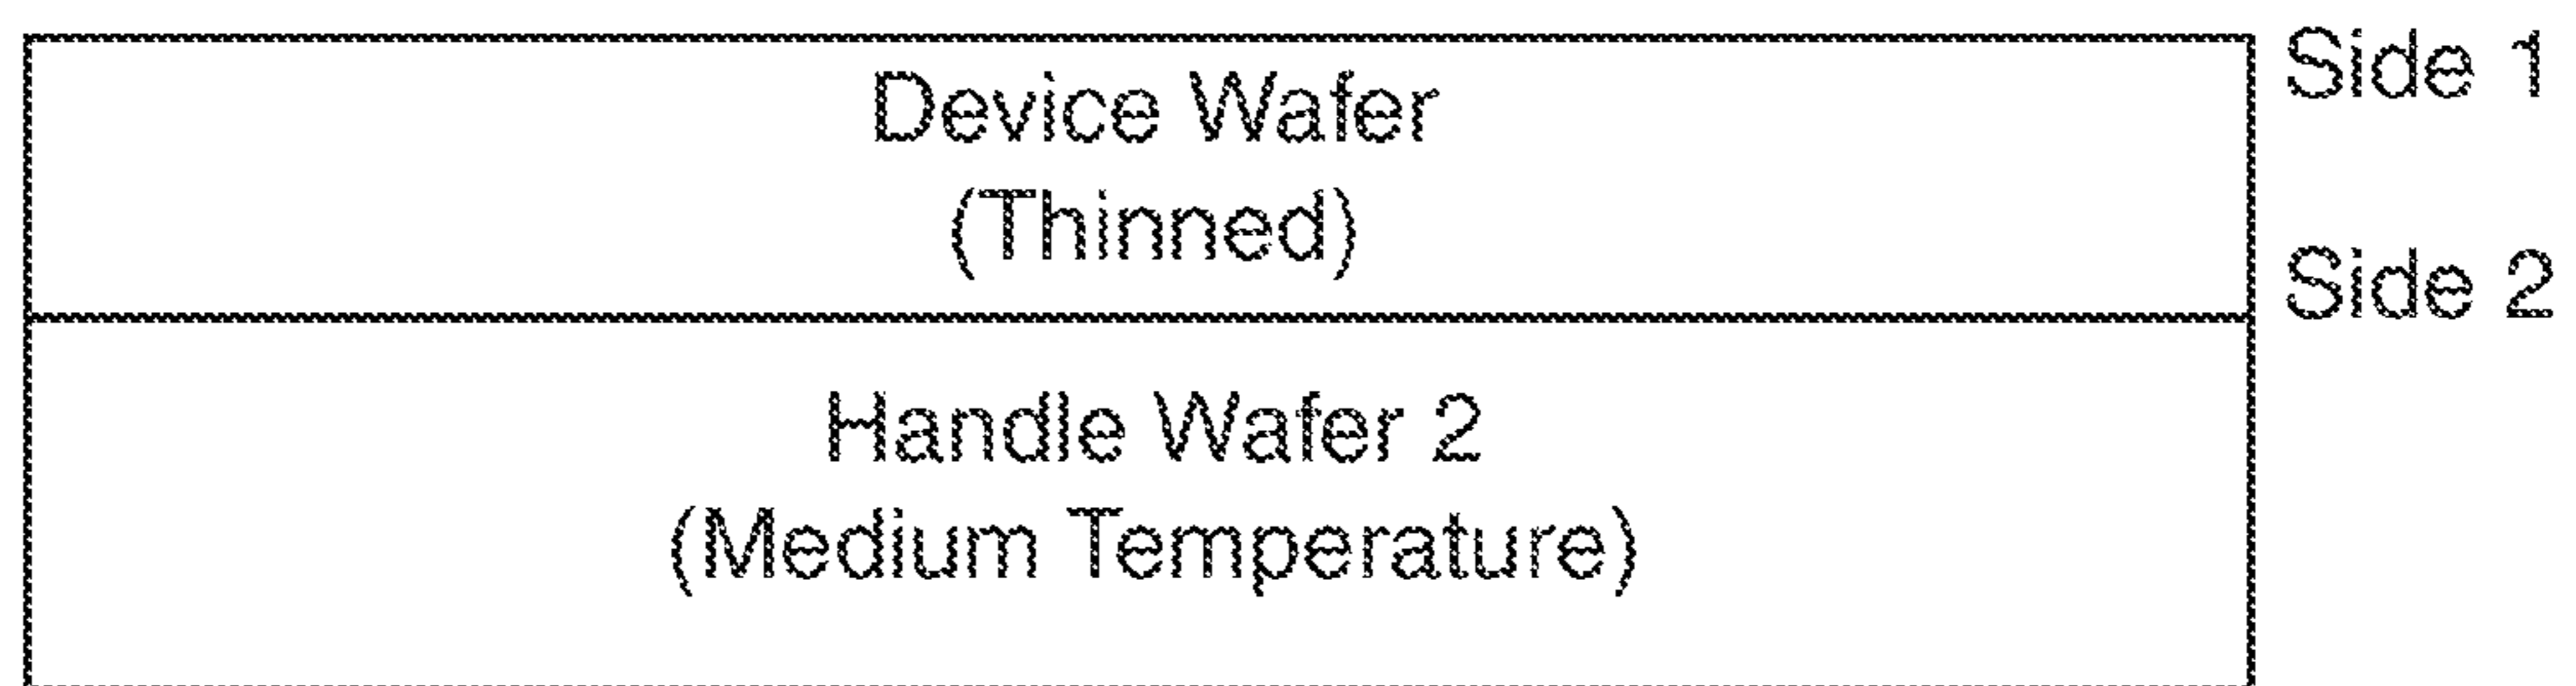 Device Wafer
(Thinned)
Side 1
Side 2
Handle Wafer 2
(Medium Temperature)